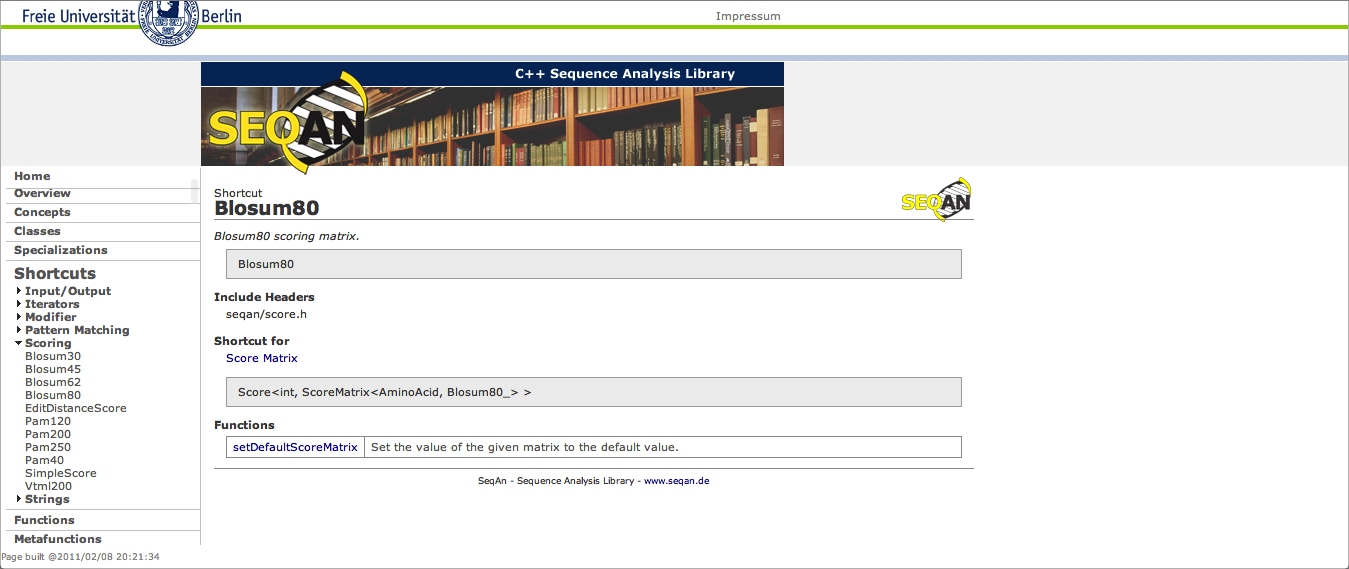 Freie Universität Berlin
Impressum
C++ Sequence Analysis Library
SEQAN
Home
Overview
Concepts
Classes
Specializations
Shortcuts
Input/Output
Iterators
Modifier
Pattern Matching
Scoring
Blosum30
Blosum45
Blosum62
Blosum80
EditDistanceScore
Pam120
Pam200
Pam250
Pam40
SimpleScore
Vtml200
Strings
Functions
Metafunctions
Page built @2011/02/08 20:21:34
Shortcut
SEQAN
Blosum80
Blosum80 scoring matrix.
Blosum80
Include Headers
seqan/score.h
Shortcut for
Score Matrix
Score<int, ScoreMatrix<AminoAcid, Blosum80_> >
Functions
setDefaultScoreMatrix Set the value of the given matrix to the default value.
SeqAn - Sequence Analysis Library - www.seqan.de